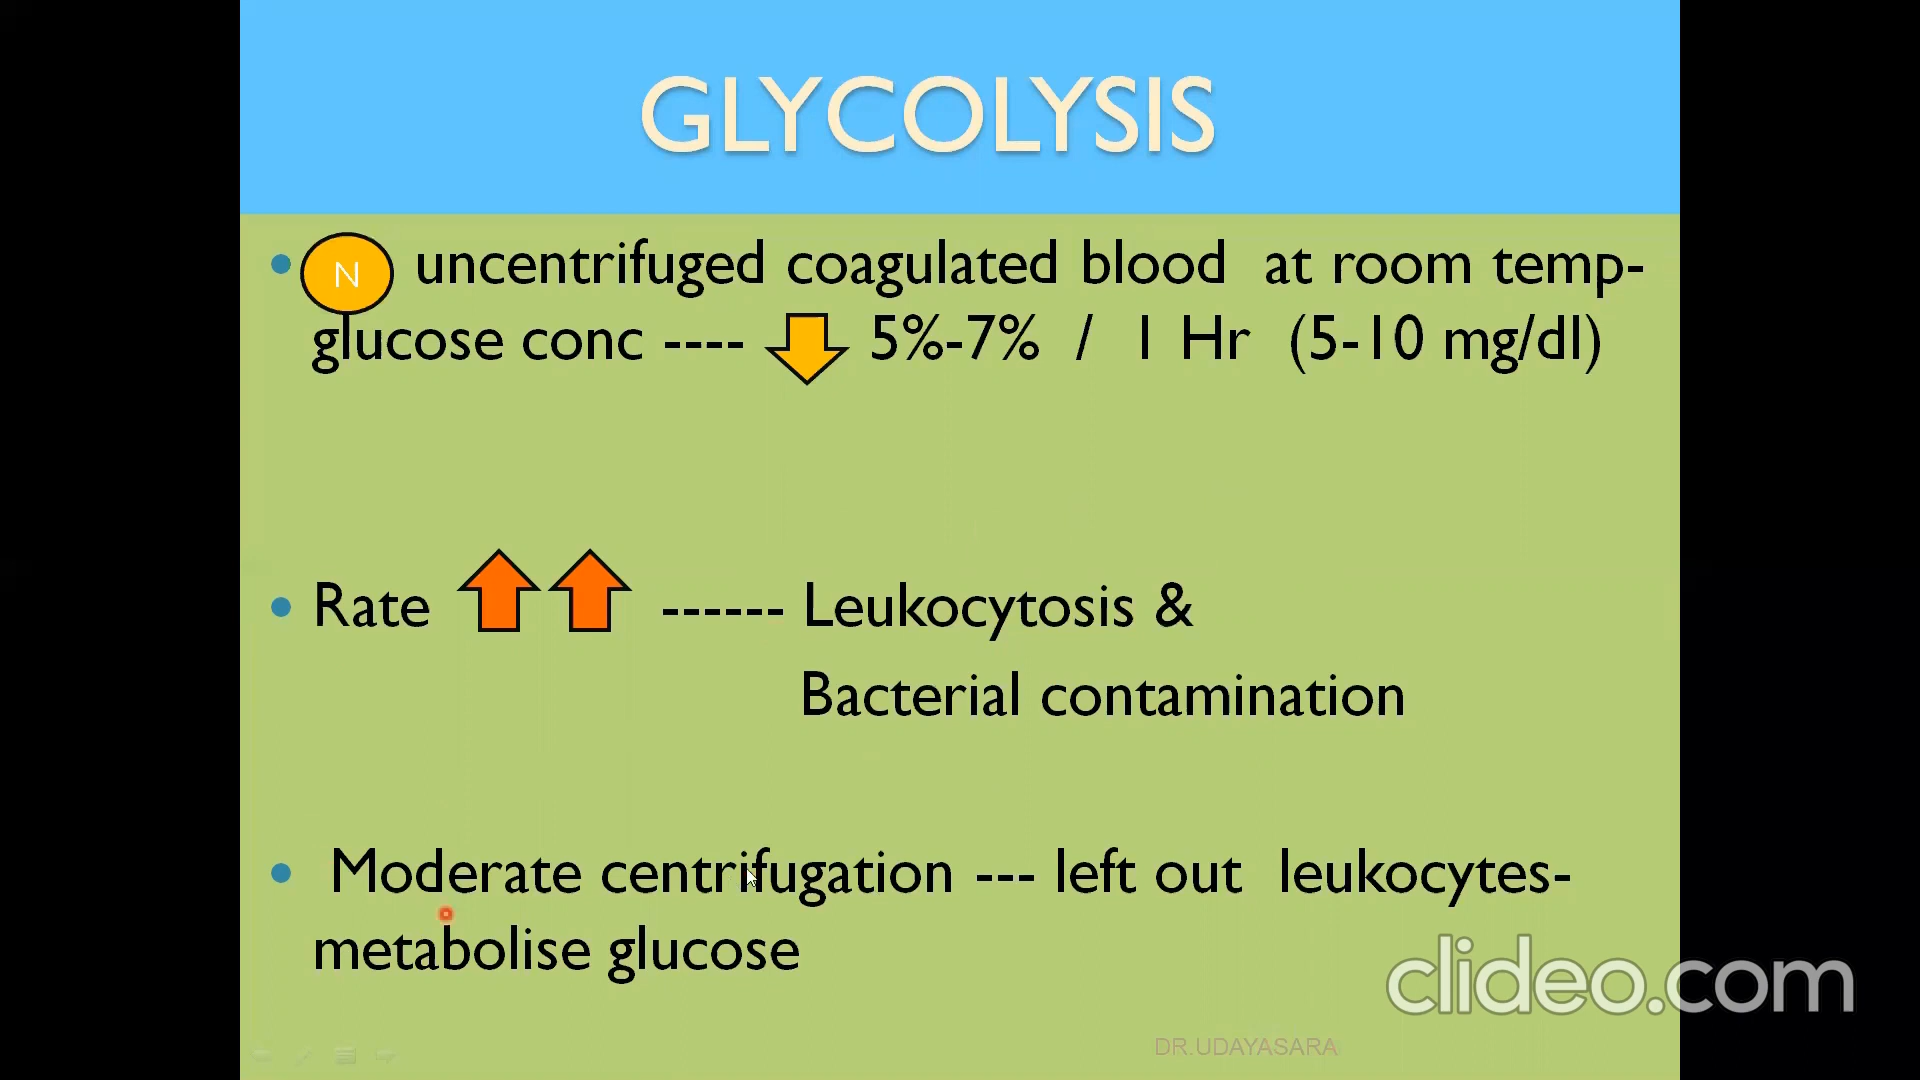 GLYCOLYSIS
N uncentrifuged coagulated blood at room temp-
glucose conc ---- 5%-7% / 1 Hr (5-10 mg/dl)
Rate ------ Leukocytosis &
Bacterial contamination
Moderate centrifugation --- left out leukocytes-
metabolise glucose
clideo.com
DR.UDAYASARA